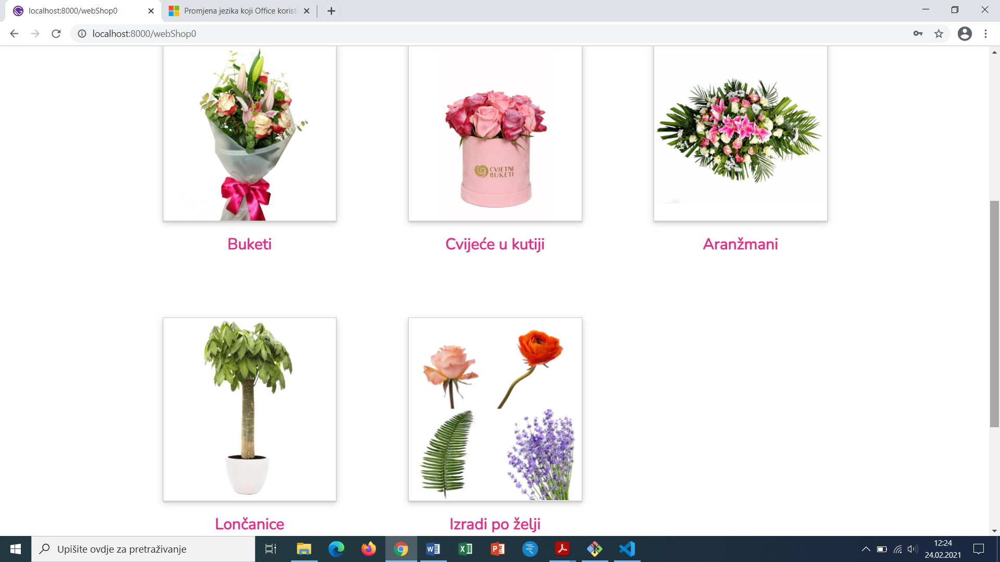 localhost:8000/webShop0
Promjena jezika koji Office korist
localhost:8000/webShop0
CVJETNI
BUKETI
Buketi
Cvijeće u kutiji
Aranžmani
Lončanice
Izradi po želji
Upišite ovdje za pretraživanje
12:24
24.02.2021